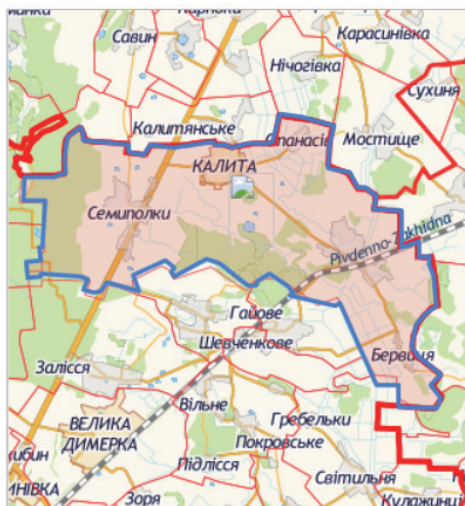 Савин
Карасинівка
Нічогівка
Сухиня
Калитянське
Опанасів
Мостище
КАЛИТА
Семиполки
Pivdenno-Zakhidna
Гайове
Шевченкове
Бервиця
Залісся
Вільне
ВЕЛИКА
ДИМЕРКА
Гребельки
Покровське
Підлісся
Світильня
Зоря
Кулажинці